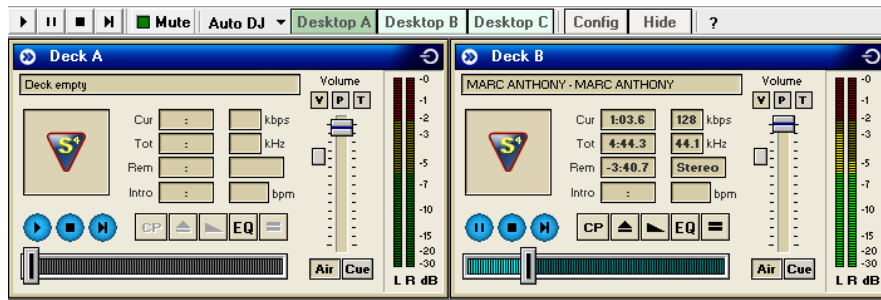 Mute Auto DJ Desktop A Desktop B Desktop C Config Hide ?
Deck A
Deck empty
Volume
V P T
Cur : kbps
Tot : kHz
Rem :
Intro : bpm
S4
CP EQ
Air Cue
-0
-1
-2
-3
-5
-7
-10
-15
-20
-30
L R dB
Deck B
MARC ANTHONY - MARC ANTHONY
Volume
V P T
Cur 1:03.6 128 kbps
Tot 4:44.3 44.1 kHz
Rem -3:40.7 Stereo
Intro : bpm
S4
CP EQ
Air Cue
-0
-1
-2
-3
-5
-7
-10
-15
-20
-30
L R dB